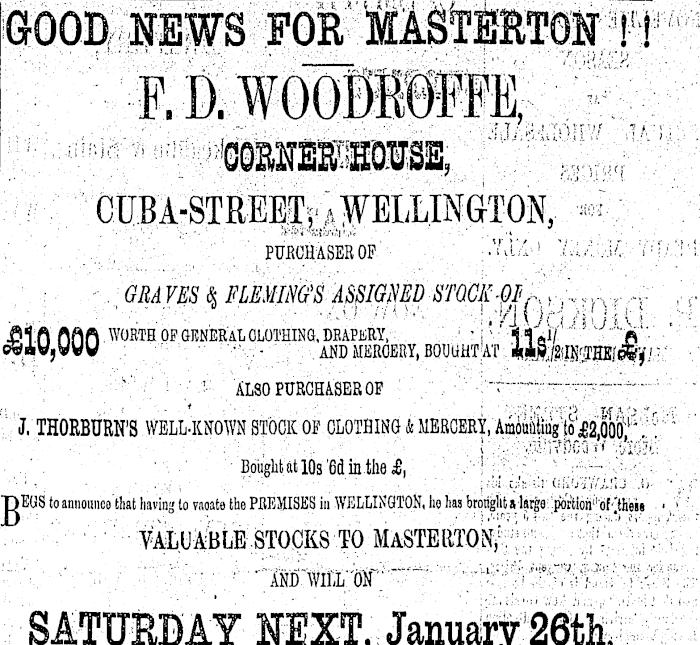 GOOD NEWS FOR MASTERTON ! !
F. D. WOODROFFE,
CORNER HOUSE,
CUBA-STREET, WELLINGTON,
PURCHASER OF
GRAVES & FLEMING'S ASSIGNED STOCK OF
£10,000 WORTH OF GENERAL CLOTHING, DRAPERY,
AND MERCERY, BOUGHT AT 11s 1/2 IN THE £,
ALSO PURCHASER OF
J. THORBURN'S WELL-KNOWN STOCK OF CLOTHING & MERCERY, Amounting to £2,000,
Bought at 10s 6d in the £,
BEGS to announce that having to vacate the PREMISES in WELLINGTON, he has brought a large portion of these
VALUABLE STOCKS TO MASTERTON,
AND WILL ON
SATURDAY NEXT, January 26th,